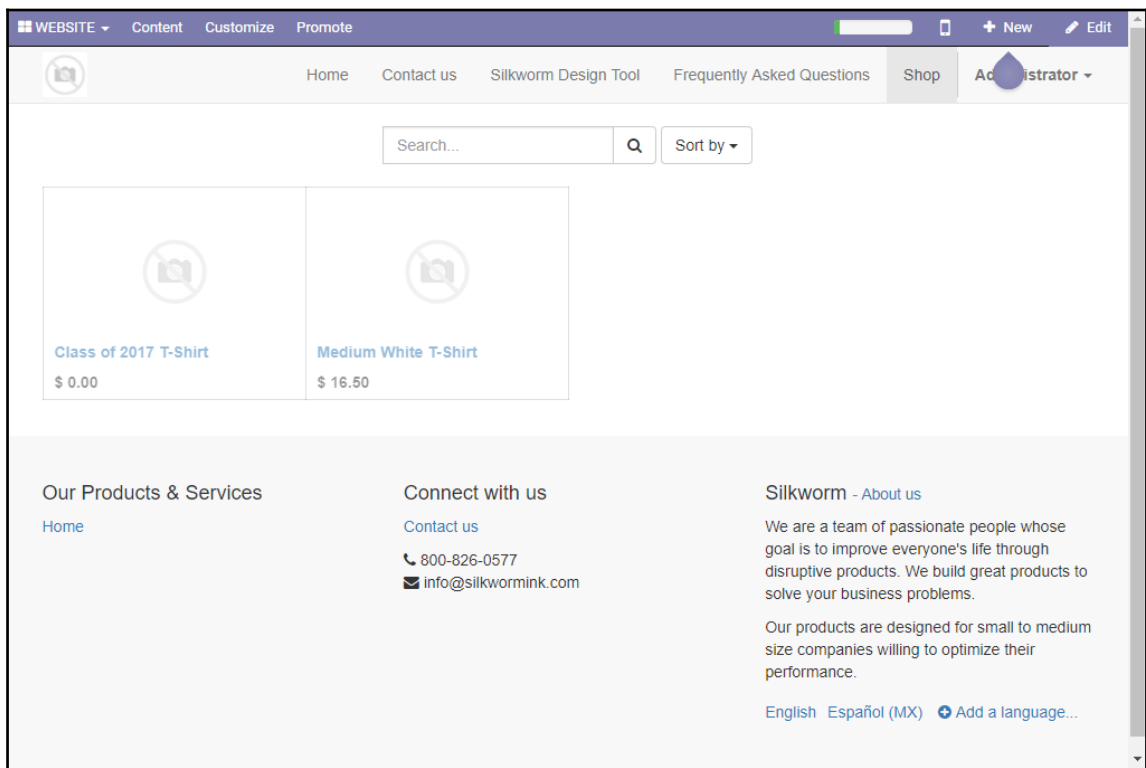 WEBSITE Content Customize Promote New Edit
Home Contact us Silkworm Design Tool Frequently Asked Questions Shop
Search... Sort by
Class of 2017 T-Shirt Medium White T-Shirt
$ 0.00 $ 16.50
Our Products & Services
Home
Connect with us
Contact us
800-826-0577
info@silkwormink.com
Silkworm - About us
We are a team of passionate people whose
goal is to improve everyone's life through
disruptive products. We build great products to
solve your business problems.
Our products are designed for small to medium
size companies willing to optimize their
performance.
English Español (MX) Add a language...